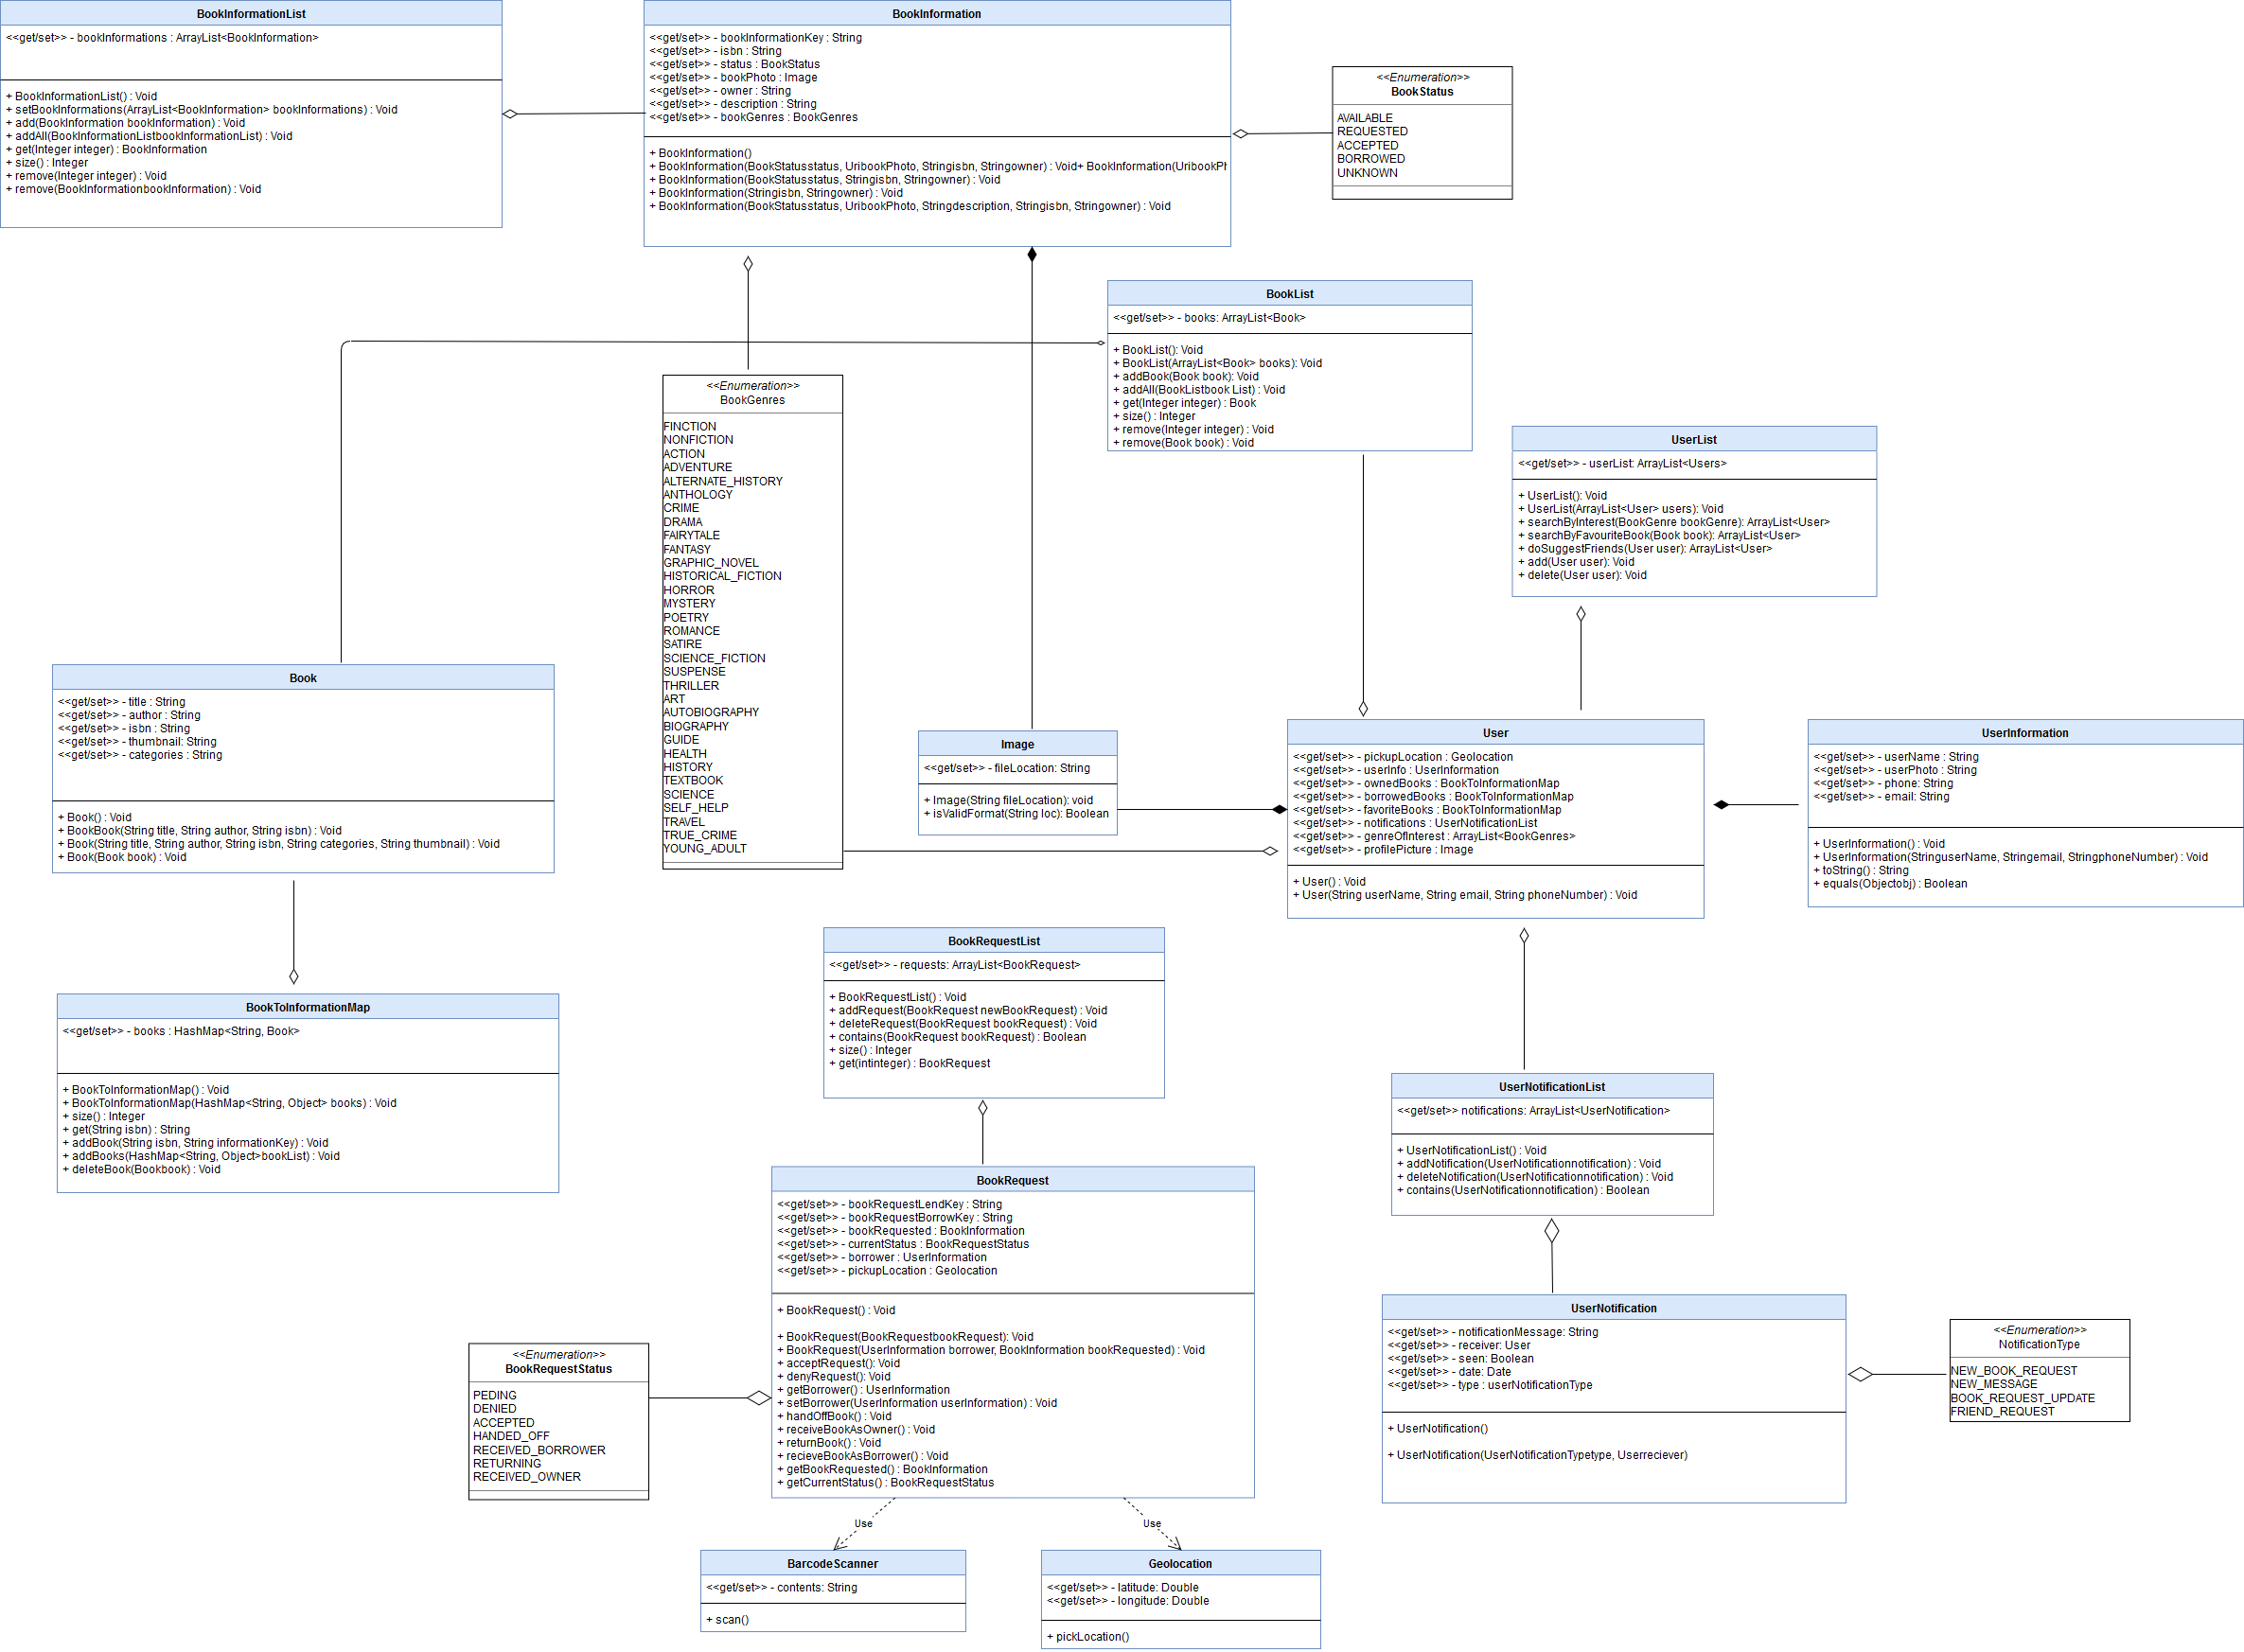 BookInformationList
<<get/set>> - bookInformations : ArrayList<BookInformation>
+ BookInformationList() : Void
+ setBookInformations(ArrayList<BookInformation> bookInformations) : Void
+ add(BookInformation bookInformation) : Void
+ addAll(BookInformationListbookInformationList) : Void
+ get(Integer integer) : BookInformation
+ size() : Integer
+ remove(Integer integer) : Void
+ remove(BookInformationbookInformation) : Void
BookInformation
<<get/set>> - bookInformationKey : String
<<get/set>> - isbn : String
<<get/set>> - status : BookStatus
<<get/set>> - bookPhoto : Image
<<get/set>> - owner : String
<<get/set>> - description : String
<<get/set>> - bookGenres : BookGenres
+ BookInformation()
+ BookInformation(BookStatusstatus, UribookPhoto, Stringisbn, Stringowner) : Void+ BookInformation(UribookPh
+ BookInformation(BookStatusstatus, Stringisbn, Stringowner) : Void
+ BookInformation(Stringisbn, Stringowner) : Void
+ BookInformation(BookStatusstatus, UribookPhoto, Stringdescription, Stringisbn, Stringowner) : Void
<<Enumeration>>
BookStatus
AVAILABLE
REQUESTED
ACCEPTED
BORROWED
UNKNOWN
BookList
<<get/set>> - books: ArrayList<Book>
+ BookList(): Void
+ BookList(ArrayList<Book> books): Void
+ addBook(Book book): Void
+ addAll(BookListbook List) : Void
+ get(Integer integer) : Book
+ size() : Integer
+ remove(Integer integer) : Void
+ remove(Book book) : Void
<<Enumeration>>
BookGenres
FINCTION
NONFICTION
ACTION
ADVENTURE
ALTERNATE_HISTORY
ANTHOLOGY
CRIME
DRAMA
FAIRYTALE
FANTASY
GRAPHIC_NOVEL
HISTORICAL_FICTION
HORROR
MYSTERY
POETRY
ROMANCE
SATIRE
SCIENCE_FICTION
SUSPENSE
THRILLER
ART
AUTOBIOGRAPHY
BIOGRAPHY
GUIDE
HEALTH
HISTORY
TEXTBOOK
SCIENCE
SELF_HELP
TRAVEL
TRUE_CRIME
YOUNG_ADULT
UserList
<<get/set>> - userList: ArrayList<Users>
+ UserList(): Void
+ UserList(ArrayList<User> users): Void
+ searchByInterest(BookGenre bookGenre): ArrayList<User>
+ searchByFavouriteBook(Book book): ArrayList<User>
+ doSuggestFriends(User user): ArrayList<User>
+ add(User user): Void
+ delete(User user): Void
Book
<<get/set>> - title : String
<<get/set>> - author : String
<<get/set>> - isbn : String
<<get/set>> - thumbnail: String
<<get/set>> - categories : String
+ Book() : Void
+ BookBook(String title, String author, String isbn) : Void
+ Book(String title, String author, String isbn, String categories, String thumbnail) : Void
+ Book(Book book) : Void
Image
<<get/set>> - fileLocation: String
+ Image(String fileLocation): void
+ isValidFormat(String loc): Boolean
User
<<get/set>> - pickupLocation : Geolocation
<<get/set>> - userInfo : UserInformation
<<get/set>> - ownedBooks : BookToInformationMap
<<get/set>> - borrowedBooks : BookToInformationMap
<<get/set>> - favoriteBooks : BookToInformationMap
<<get/set>> - notifications : UserNotificationList
<<get/set>> - genreOfInterest : ArrayList<BookGenres>
<<get/set>> - profilePicture : Image
+ User() : Void
+ User(String userName, String email, String phoneNumber) : Void
UserInformation
<<get/set>> - userName : String
<<get/set>> - userPhoto : String
<<get/set>> - phone: String
<<get/set>> - email: String
+ UserInformation() : Void
+ UserInformation(StringuserName, Stringemail, StringphoneNumber) : Void
+ toString() : String
+ equals(Objectobj) : Boolean
BookToInformationMap
<<get/set>> - books : HashMap<String, Book>
+ BookToInformationMap() : Void
+ BookToInformationMap(HashMap<String, Object> books) : Void
+ size() : Integer
+ get(String isbn) : String
+ addBook(String isbn, String informationKey) : Void
+ addBooks(HashMap<String, Object>bookList) : Void
+ deleteBook(Bookbook) : Void
BookRequestList
<<get/set>> - requests: ArrayList<BookRequest>
+ BookRequestList() : Void
+ addRequest(BookRequest newBookRequest) : Void
+ deleteRequest(BookRequest bookRequest) : Void
+ contains(BookRequest bookRequest) : Boolean
+ size() : Integer
+ get(intinteger) : BookRequest
UserNotificationList
<<get/set>> notifications: ArrayList<UserNotification>
+ UserNotificationList() : Void
+ addNotification(UserNotificationnotification) : Void
+ deleteNotification(UserNotificationnotification) : Void
+ contains(UserNotificationnotification) : Boolean
BookRequest
<<get/set>> - bookRequestLendKey : String
<<get/set>> - bookRequestBorrowKey : String
<<get/set>> - bookRequested : BookInformation
<<get/set>> - currentStatus : BookRequestStatus
<<get/set>> - borrower : UserInformation
<<get/set>> - pickupLocation : Geolocation
+ BookRequest() : Void
+ BookRequest(BookRequestbookRequest): Void
+ BookRequest(UserInformation borrower, BookInformation bookRequested) : Void
+ acceptRequest(): Void
+ denyRequest(): Void
+ getBorrower() : UserInformation
+ setBorrower(UserInformation userInformation) : Void
+ handOffBook() : Void
+ receiveBookAsOwner() : Void
+ returnBook() : Void
+ recieveBookAsBorrower() : Void
+ getBookRequested() : BookInformation
+ getCurrentStatus() : BookRequestStatus
<<Enumeration>>
BookRequestStatus
PEDING
DENIED
ACCEPTED
HANDED_OFF
RECEIVED_BORROWER
RETURNING
RECEIVED_OWNER
UserNotification
<<get/set>> - notificationMessage: String
<<get/set>> - receiver: User
<<get/set>> - seen: Boolean
<<get/set>> - date: Date
<<get/set>> - type : userNotificationType
+ UserNotification()
+ UserNotification(UserNotificationTypetype, Userreciever)
<<Enumeration>>
NotificationType
NEW_BOOK_REQUEST
NEW_MESSAGE
BOOK_REQUEST_UPDATE
FRIEND_REQUEST
Use
Use
BarcodeScanner
<<get/set>> - contents: String
+ scan()
Geolocation
<<get/set>> - latitude: Double
<<get/set>> - longitude: Double
+ pickLocation()